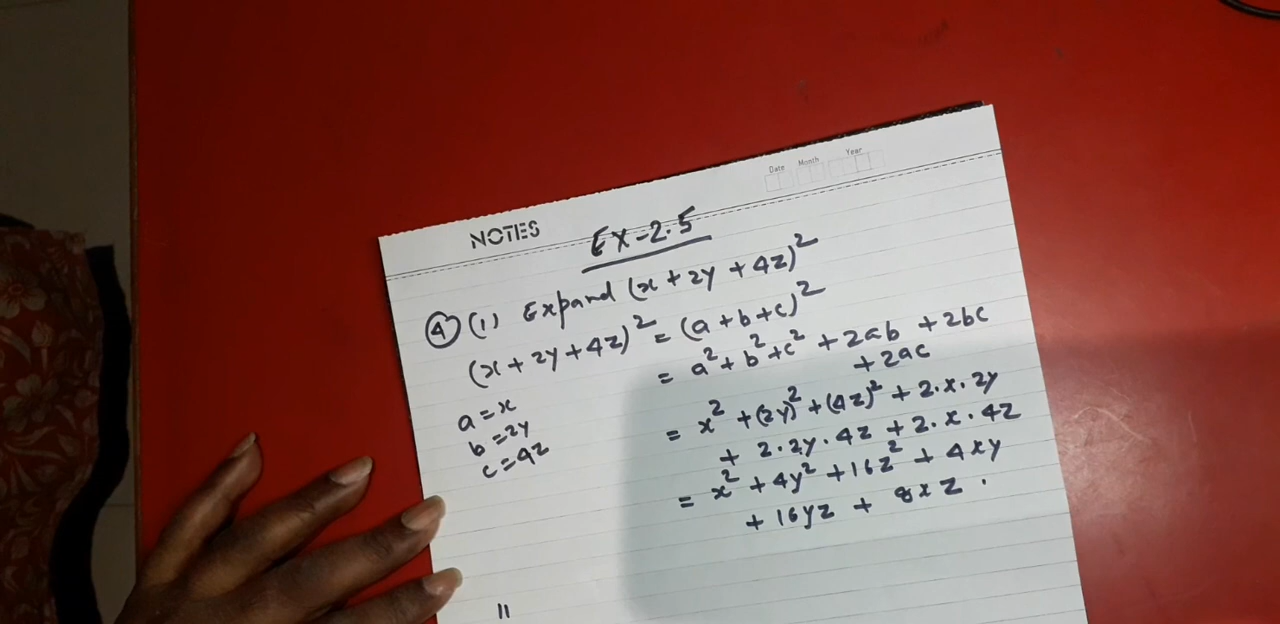 Date Month Year
NOTES
EX-2.5
④ (1) Expand (x + 2y + 4z)²
(x + 2y + 4z)² = (a + b + c)²
= a² + b² + c² + 2ab + 2bc
+ 2ac
a = x
b = 2y
c = 4z
= x² + (2y)² + (4z)² + 2·x·2y
+ 2·2y·4z + 2·x·4z
= x² + 4y² + 16z² + 4xy
+ 16yz + 8xz.
11